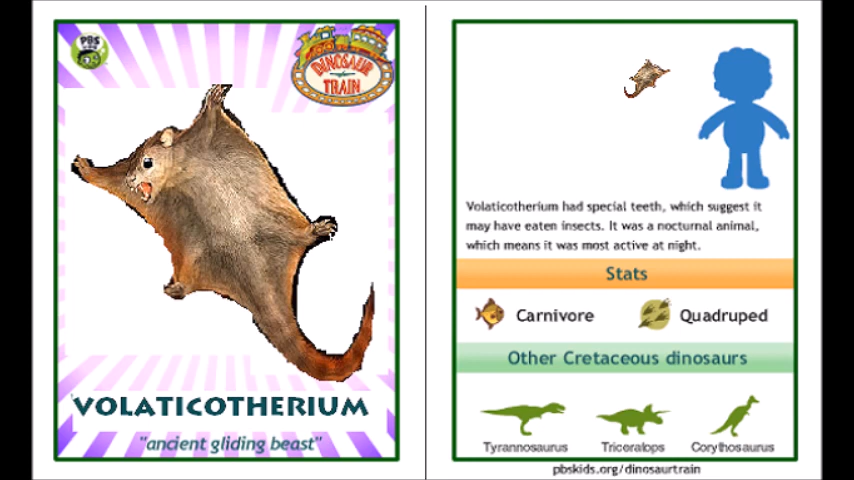 PBS
KIDS
DINOSAUR
TRAIN
VOLATICOTHERIUM
"ancient gliding beast"
Volaticotherium had special teeth, which suggest it
may have eaten insects. It was a nocturnal animal,
which means it was most active at night.
Stats
Carnivore
Quadruped
Other Cretaceous dinosaurs
Tyrannosaurus
Triceratops
Corythosaurus
pbskids.org/dinosaurtrain